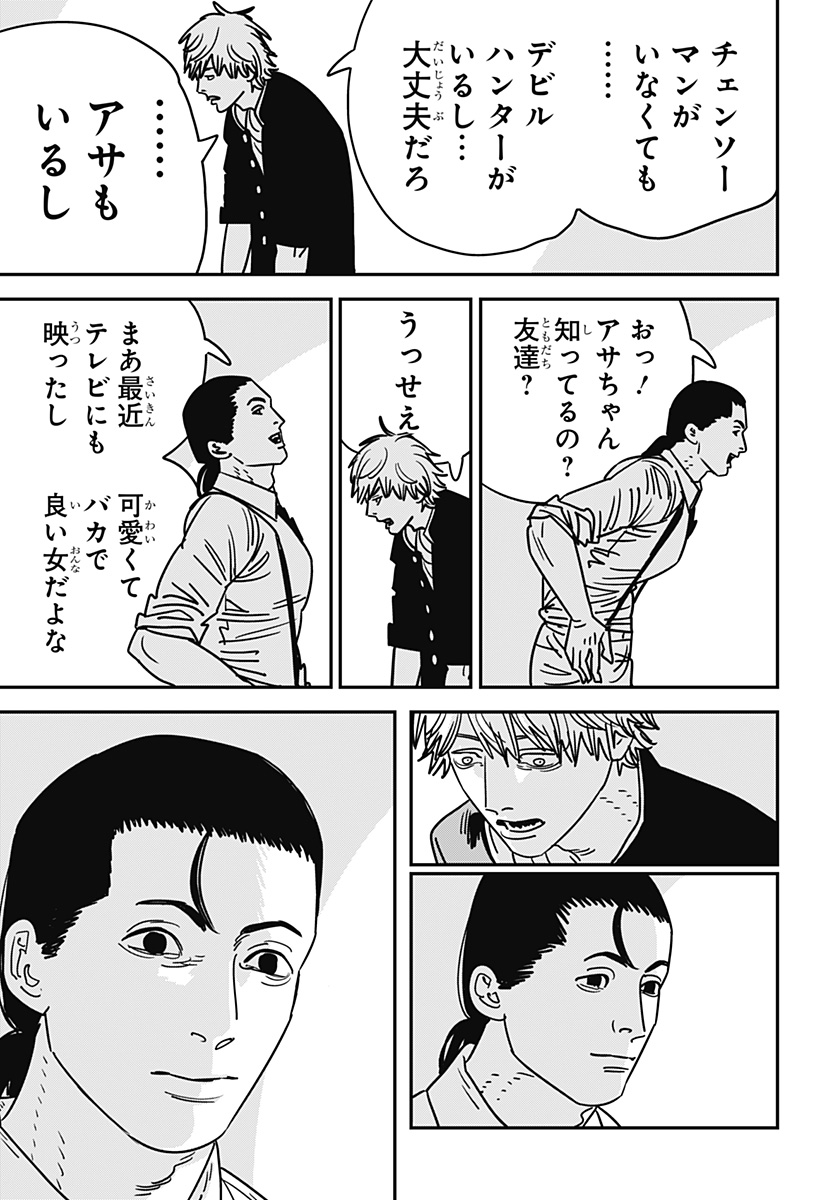 チェンソー
マンが
いなくても
……
デビル
ハンターが
いるし…
大丈夫だろ
……
アサも
いるし
おっ！
アサちゃん
知ってるの？
友達？
うっせえ
まあ最近
テレビにも
映ったし
可愛くて
バカで
良い女だよな